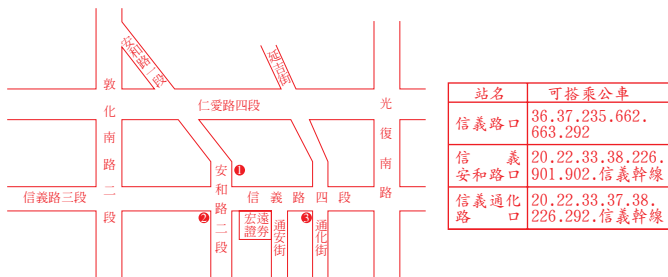 安和路一段
延吉街
敦化南路二段
仁愛路四段
光復南路
❶
安和路二段
信義路三段
信義路四段
❷
宏遠
證券
通安街
❸
通化街
站名 可搭乘公車
信義路口 36.37.235.662.
663.292
信義
安和路口 20.22.33.38.226.
901.902.信義幹線
信義通化
路口 20.22.33.37.38.
226.292.信義幹線